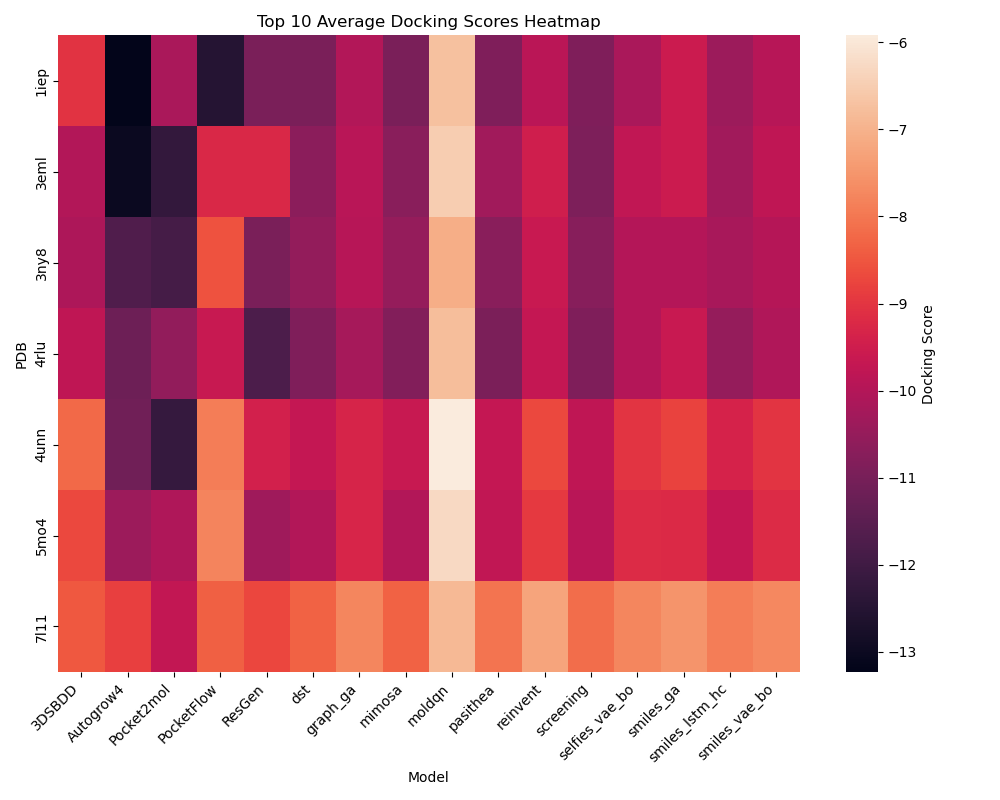 Top 10 Average Docking Scores Heatmap
PDB
1iep
3eml
3ny8
4rlu
4unn
5mo4
7l11
3DSBDD
Autogrow4
Pocket2mol
PocketFlow
ResGen
dst
graph_ga
mimosa
moldqn
pasithea
reinvent
screening
selfies_vae_bo
smiles_ga
smiles_lstm_hc
smiles_vae_bo
Model
−6
−7
−8
−9
−10
−11
−12
−13
Docking Score